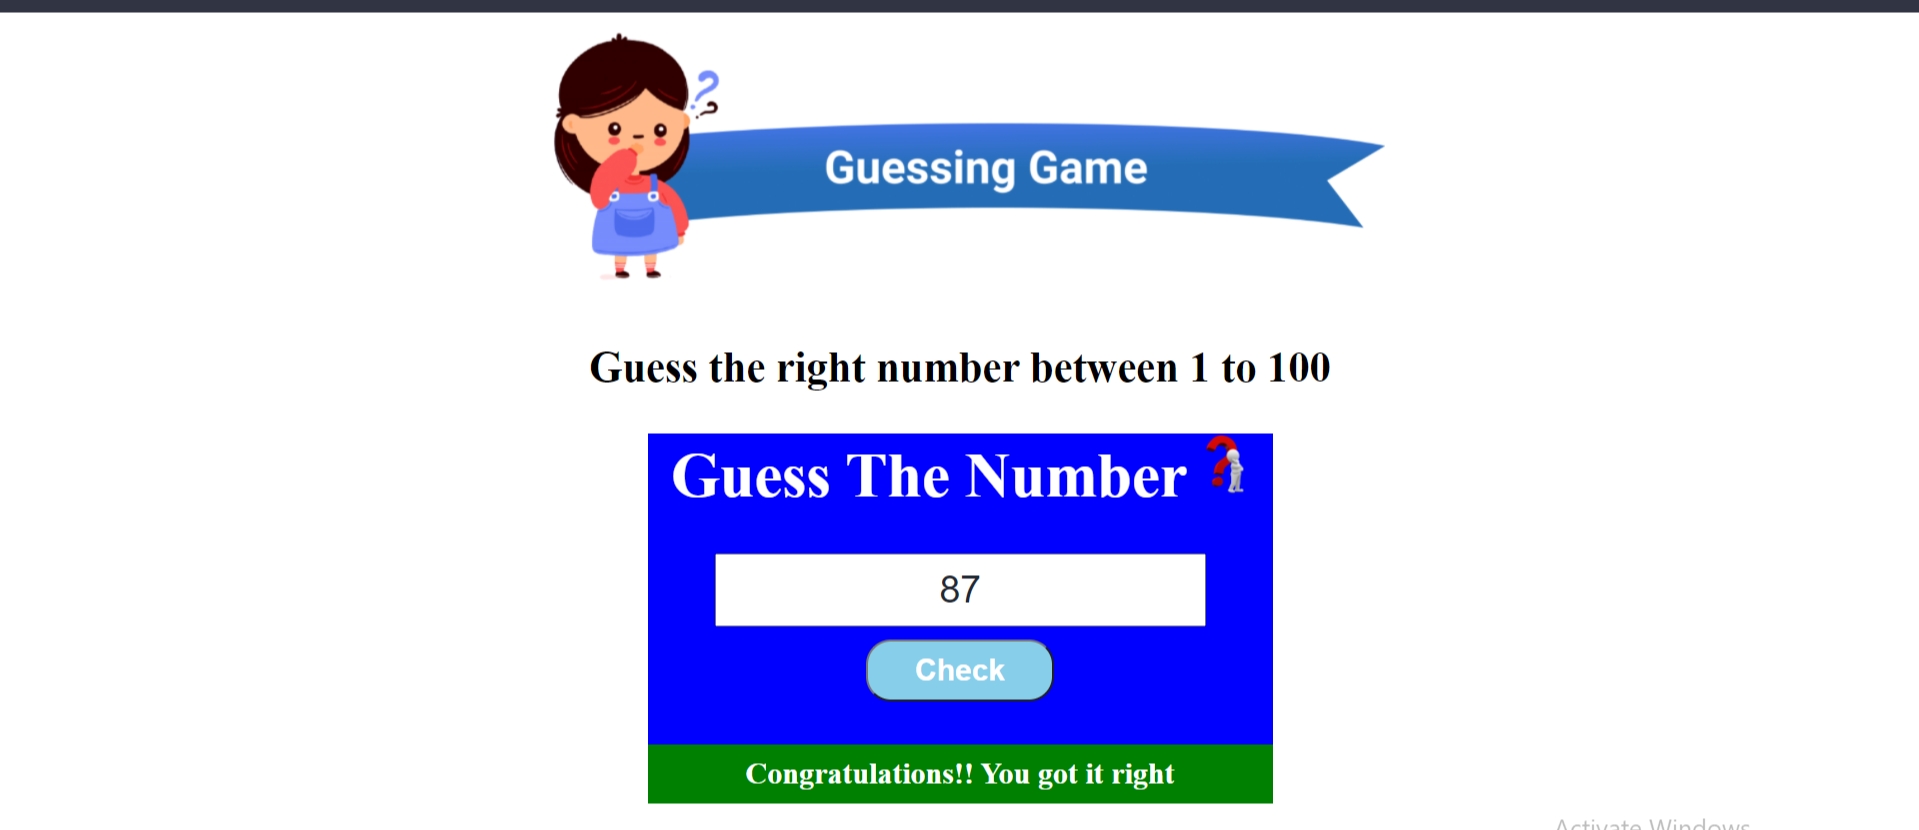 Guessing Game
Guess the right number between 1 to 100
Guess The Number
87
Check
Congratulations!! You got it right
Activate Windows